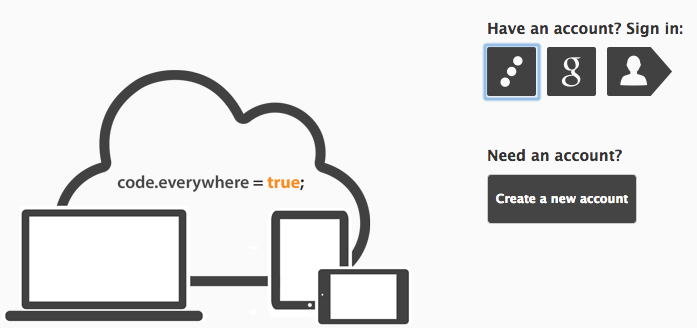 Have an account? Sign in:
g
code.everywhere = true;
Need an account?
Create a new account